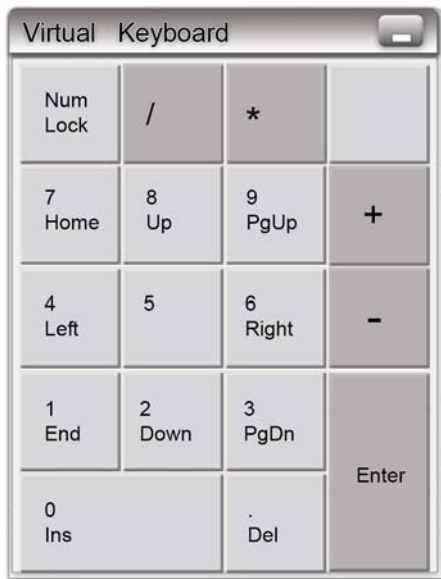 Virtual Keyboard
Num
Lock
/
*
7
Home
8
Up
9
PgUp
+
4
Left
5
6
Right
-
1
End
2
Down
3
PgDn
Enter
0
Ins
.
Del